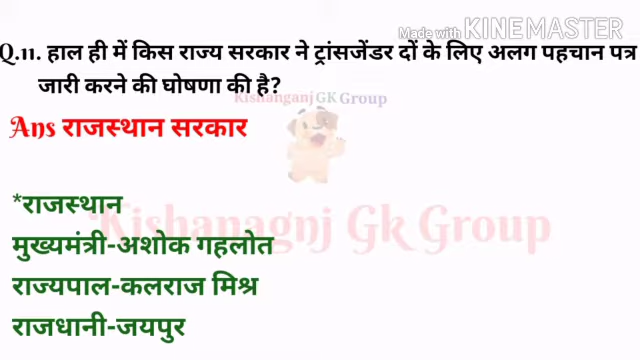 Made with KINEMASTER
Q.11. हाल ही में किस राज्य सरकार ने ट्रांसजेंडर दों के लिए अलग पहचान पत्र
जारी करने की घोषणा की है?
Kishanganj GK Group
Ans राजस्थान सरकार
*राजस्थान
Kishanagnj Gk Group
मुख्यमंत्री-अशोक गहलोत
राज्यपाल-कलराज मिश्र
राजधानी-जयपुर